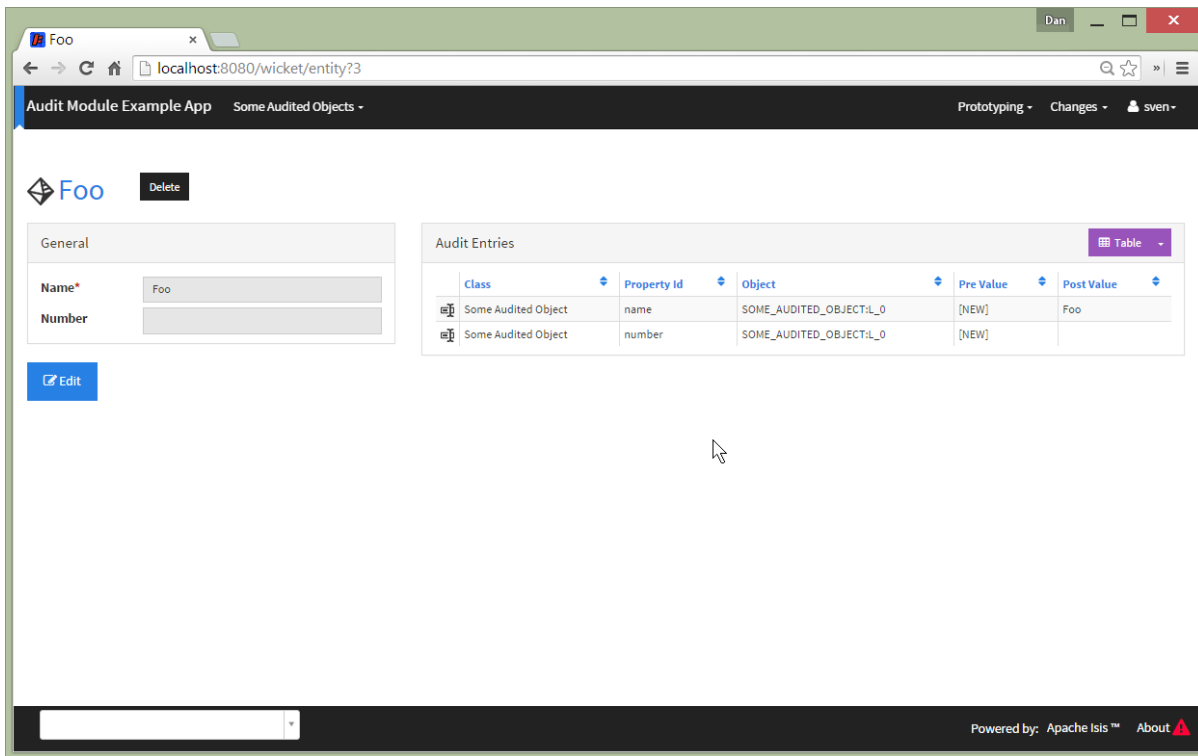 Dan
Foo
localhost:8080/wicket/entity?3
Audit Module Example App Some Audited Objects Prototyping Changes sven
Foo Delete
General
Name* Foo
Number
Edit
Audit Entries Table
Class Property Id Object Pre Value Post Value
Some Audited Object name SOME_AUDITED_OBJECT:L_0 [NEW] Foo
Some Audited Object number SOME_AUDITED_OBJECT:L_0 [NEW]
Powered by: Apache Isis ™ About